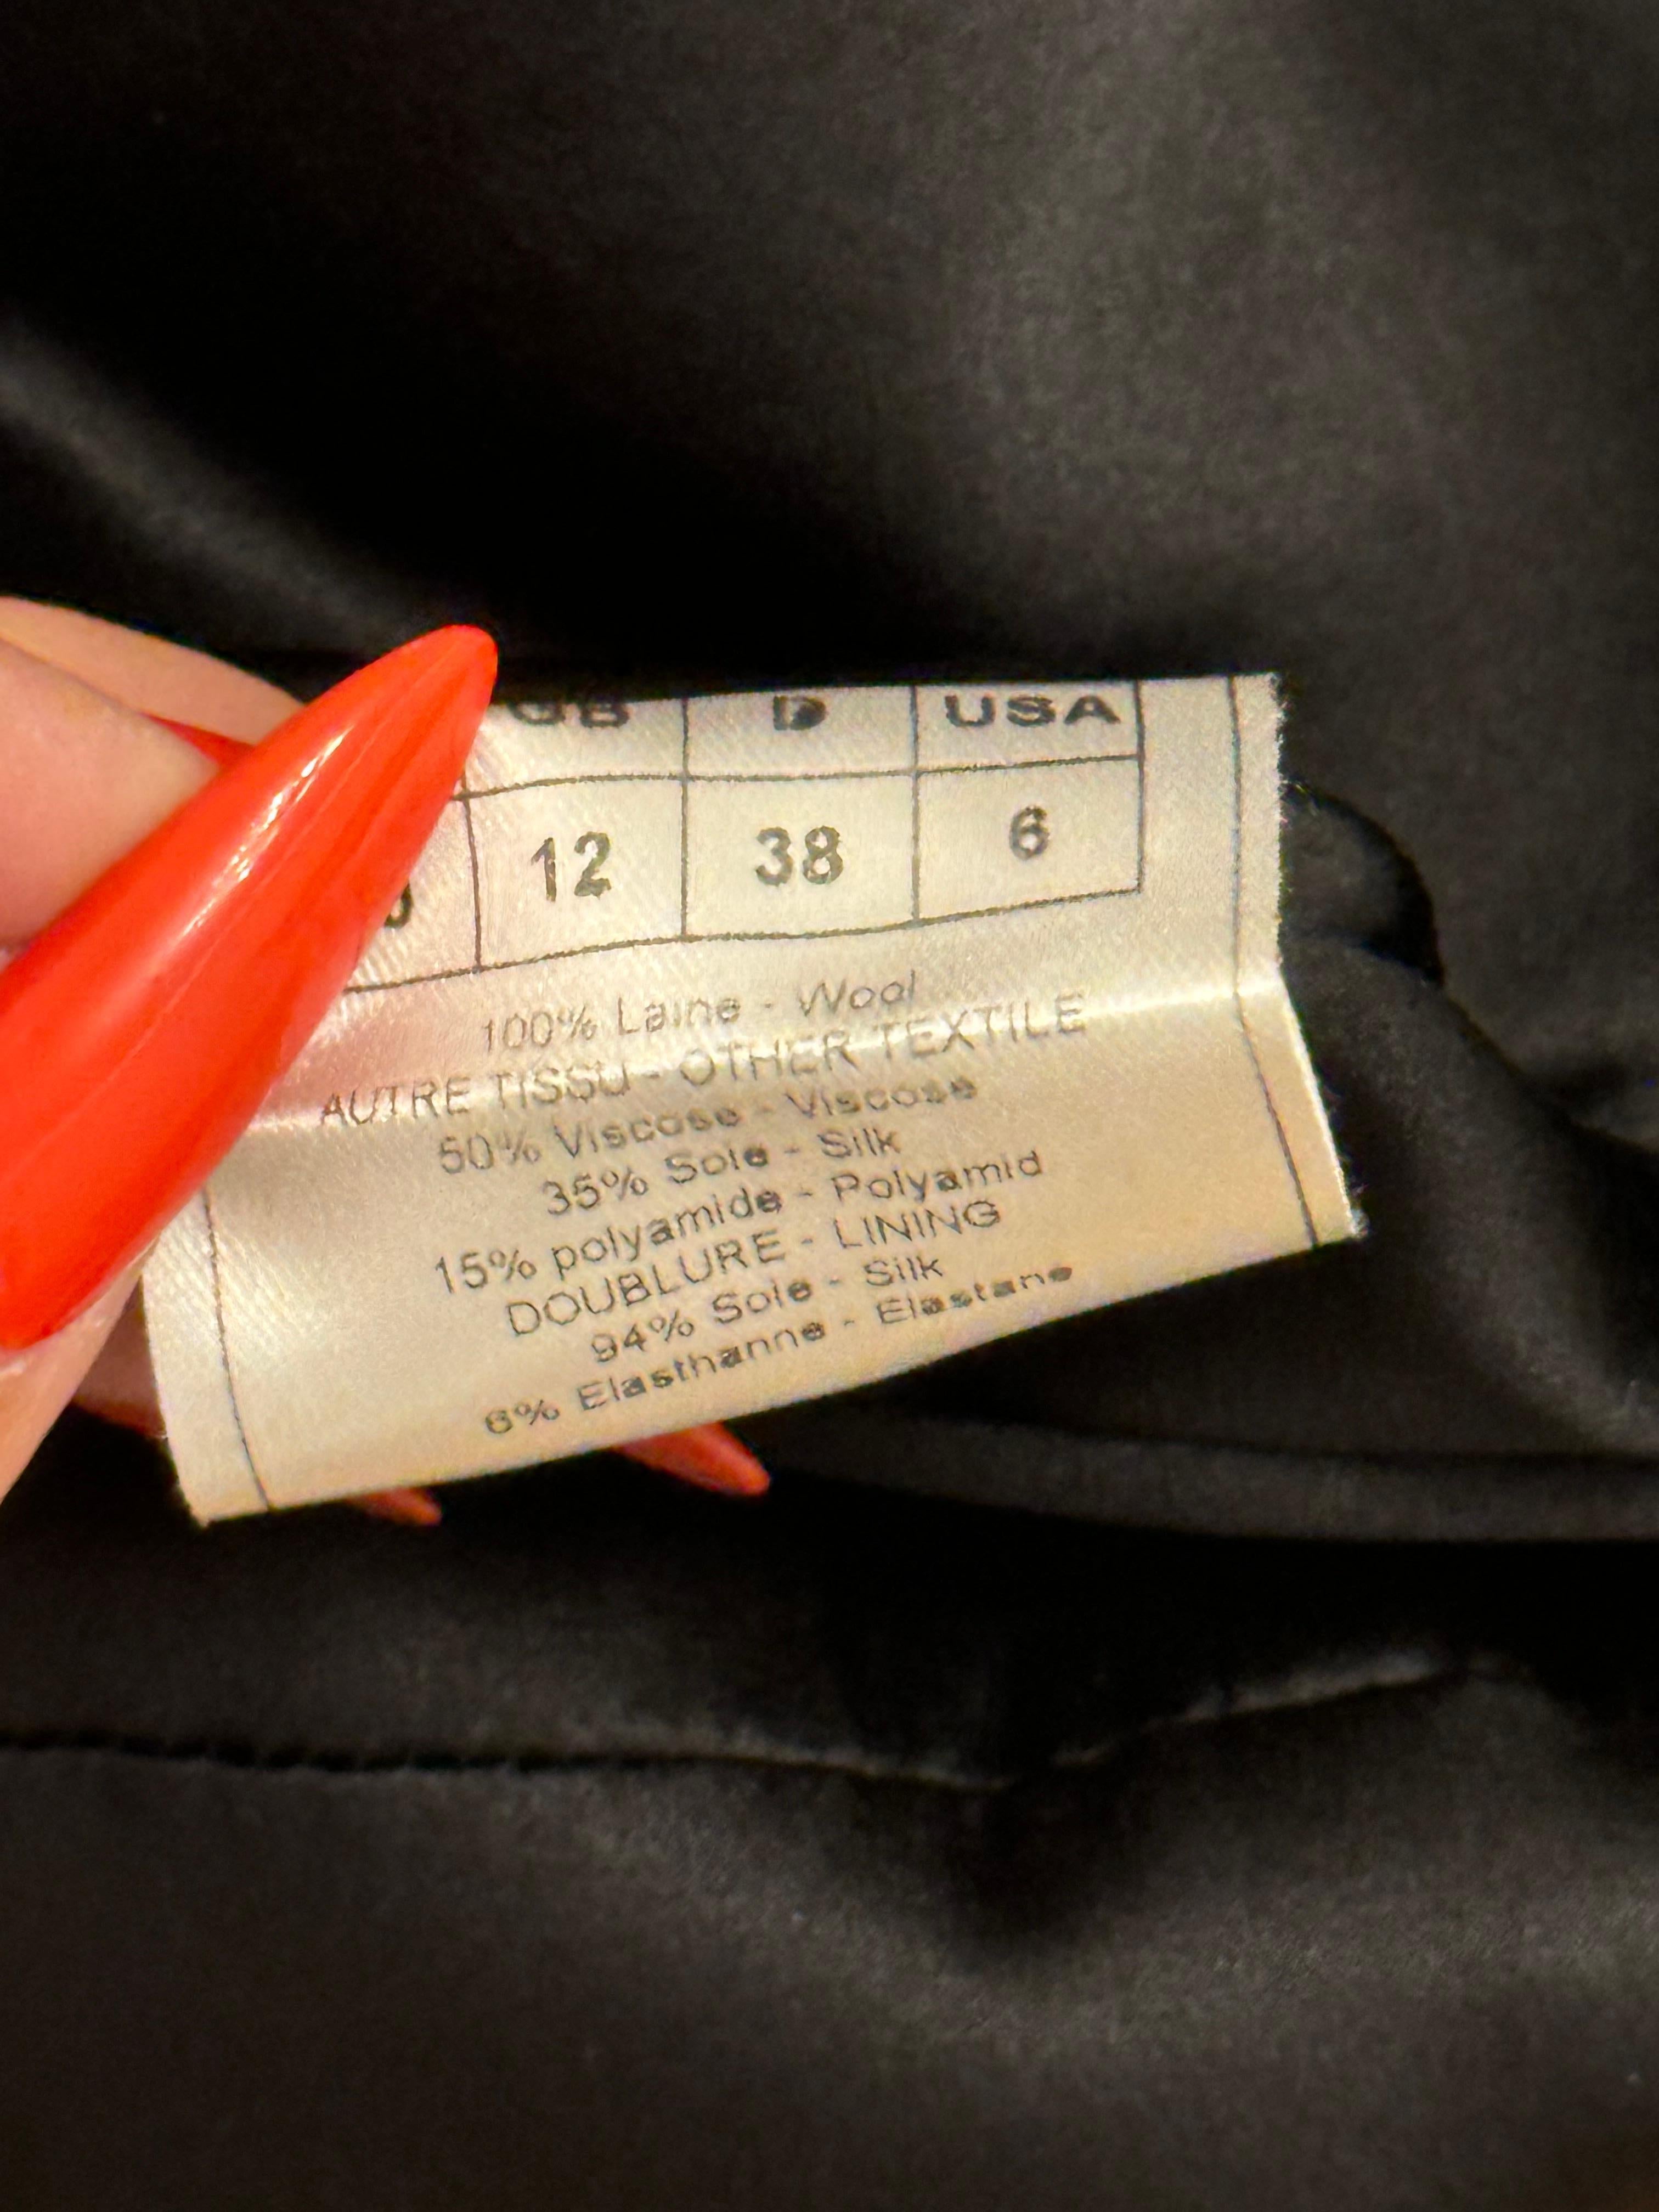 GB D USA
12 38 6
100% Laine - Wool
AUTRE TISSU - OTHER TEXTILE
50% Viscose - Viscose
35% Soie - Silk
15% polyamide - Polyamid
DOUBLURE - LINING
94% Soie - Silk
6% Elasthanne - Elastane